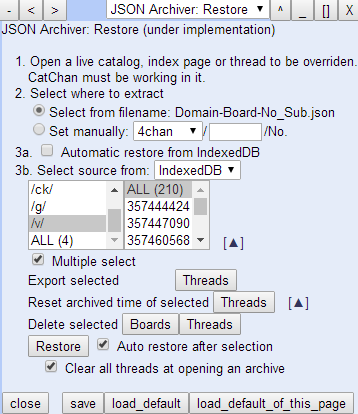 - < > JSON Archiver: Restore ^ _ [] X
JSON Archiver: Restore (under implementation)
1. Open a live catalog, index page or thread to be overriden.
CatChan must be working in it.
2. Select where to extract
Select from filename: Domain-Board-No_Sub.json
Set manually: 4chan / /No.
3a. Automatic restore from IndexedDB
3b. Select source from: IndexedDB
/ck/ ALL (210)
/g/ 357444424
/v/ 357447090
ALL (4) 357460568 [▲]
Multiple select
Export selected Threads
Reset archived time of selected Threads [▲]
Delete selected Boards Threads
Restore Auto restore after selection
Clear all threads at opening an archive
close save load_default load_default_of_this_page